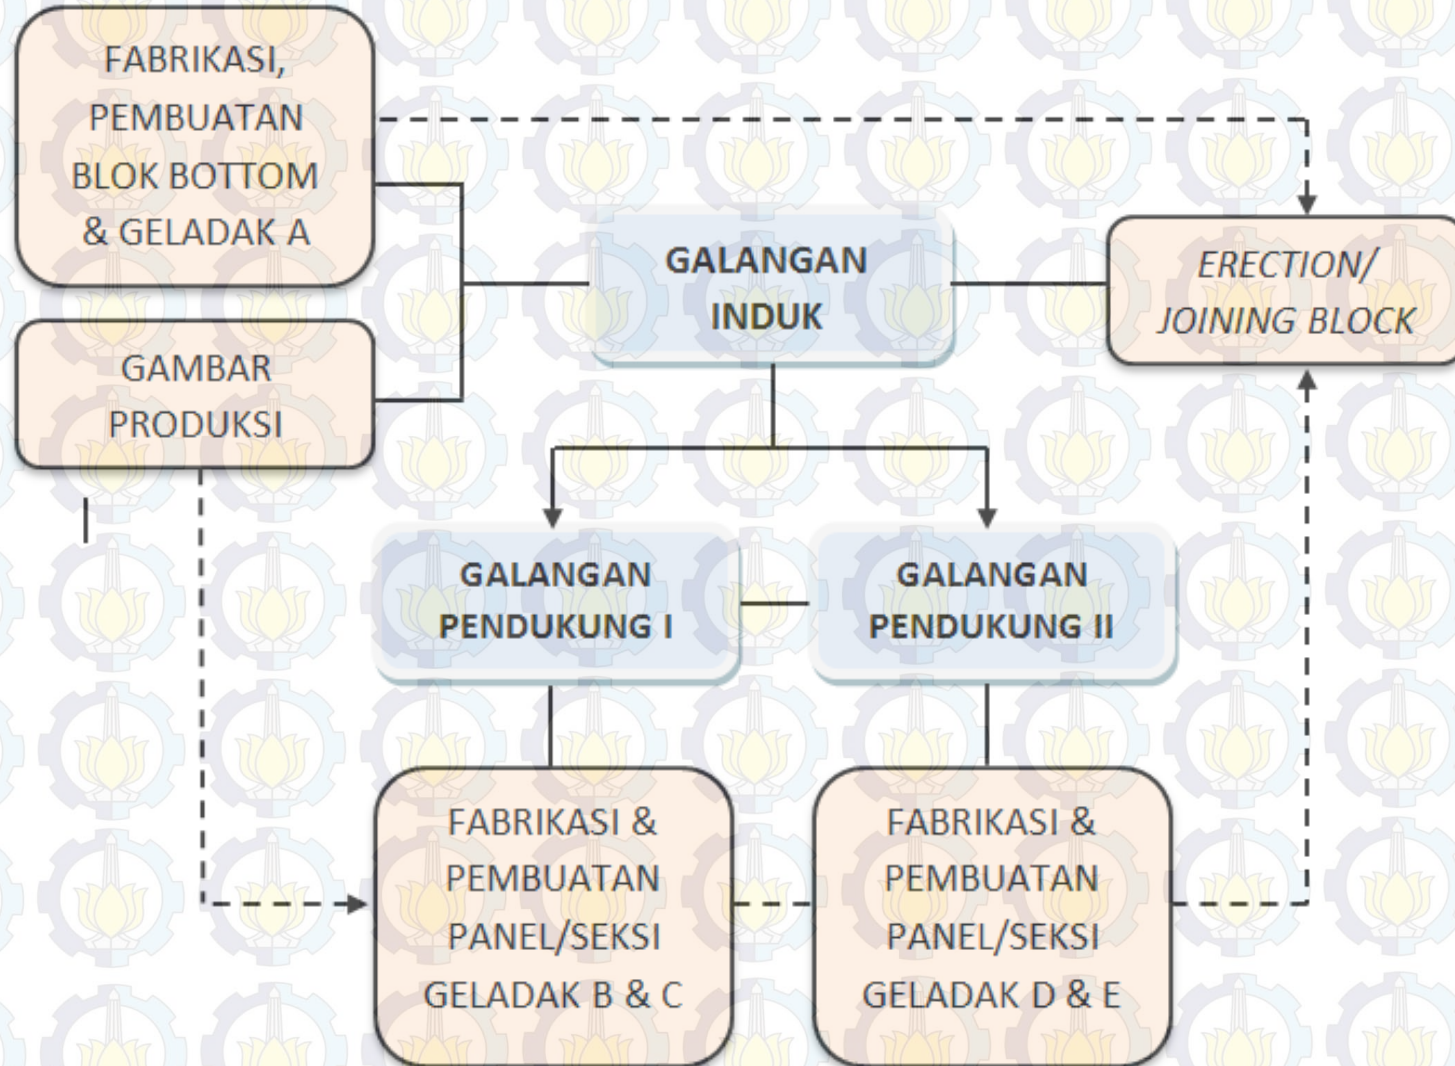 FABRIKASI,
PEMBUATAN
BLOK BOTTOM
& GELADAK A
GALANGAN
INDUK
ERECTION/
JOINING BLOCK
GAMBAR
PRODUKSI
GALANGAN
PENDUKUNG I
GALANGAN
PENDUKUNG II
FABRIKASI &
PEMBUATAN
PANEL/SEKSI
GELADAK B & C
FABRIKASI &
PEMBUATAN
PANEL/SEKSI
GELADAK D & E